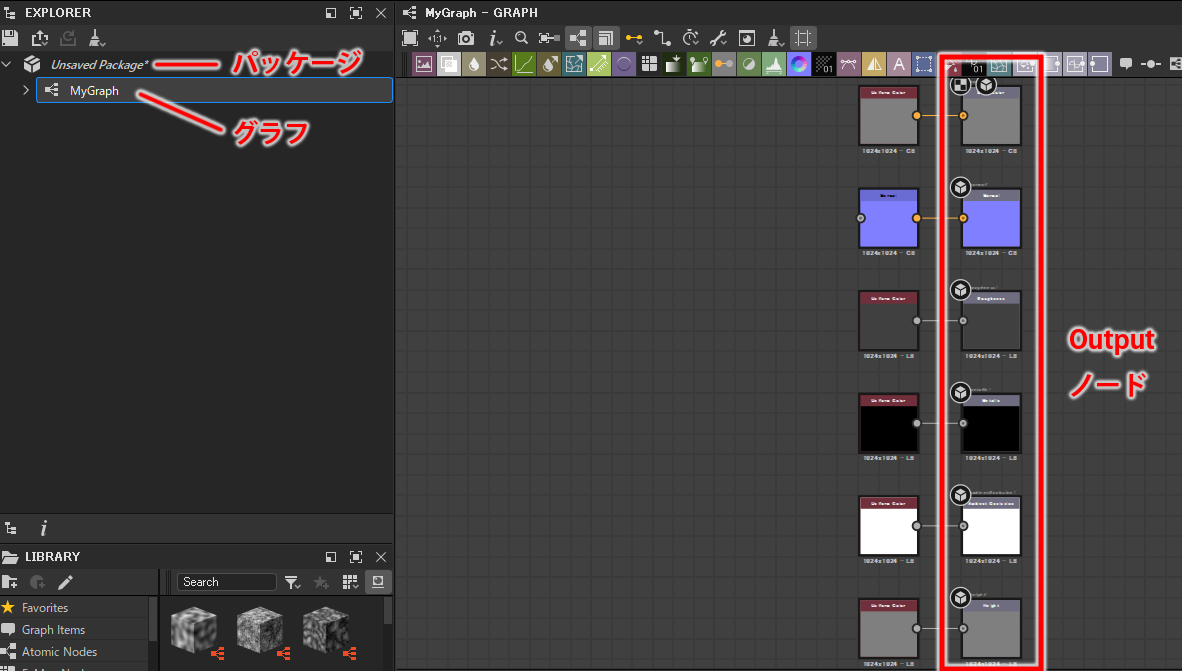 EXPLORER
MyGraph - GRAPH
Unsaved Package*
パッケージ
MyGraph
グラフ
Uniform Color
1024x1024 - C8
1024x1024 - C8
Normal
Normal
1024x1024 - C8
1024x1024 - C8
Uniform Color
Roughness
1024x1024 - L8
1024x1024 - L8
Output
ノード
Uniform Color
Metallic
1024x1024 - L8
1024x1024 - L8
Uniform Color
Ambient Occlusion
1024x1024 - L8
1024x1024 - L8
Uniform Color
Height
1024x1024 - L8
1024x1024 - L8
LIBRARY
Search
Favorites
Graph Items
Atomic Nodes